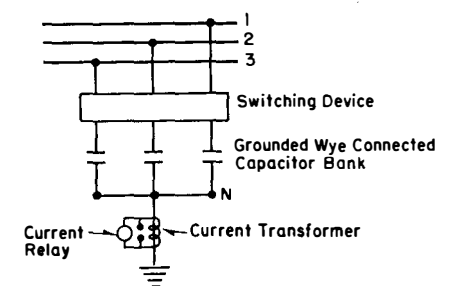 1
2
3
Switching Device
Grounded Wye Connected
Capacitor Bank
N
Current
Relay
Current Transformer